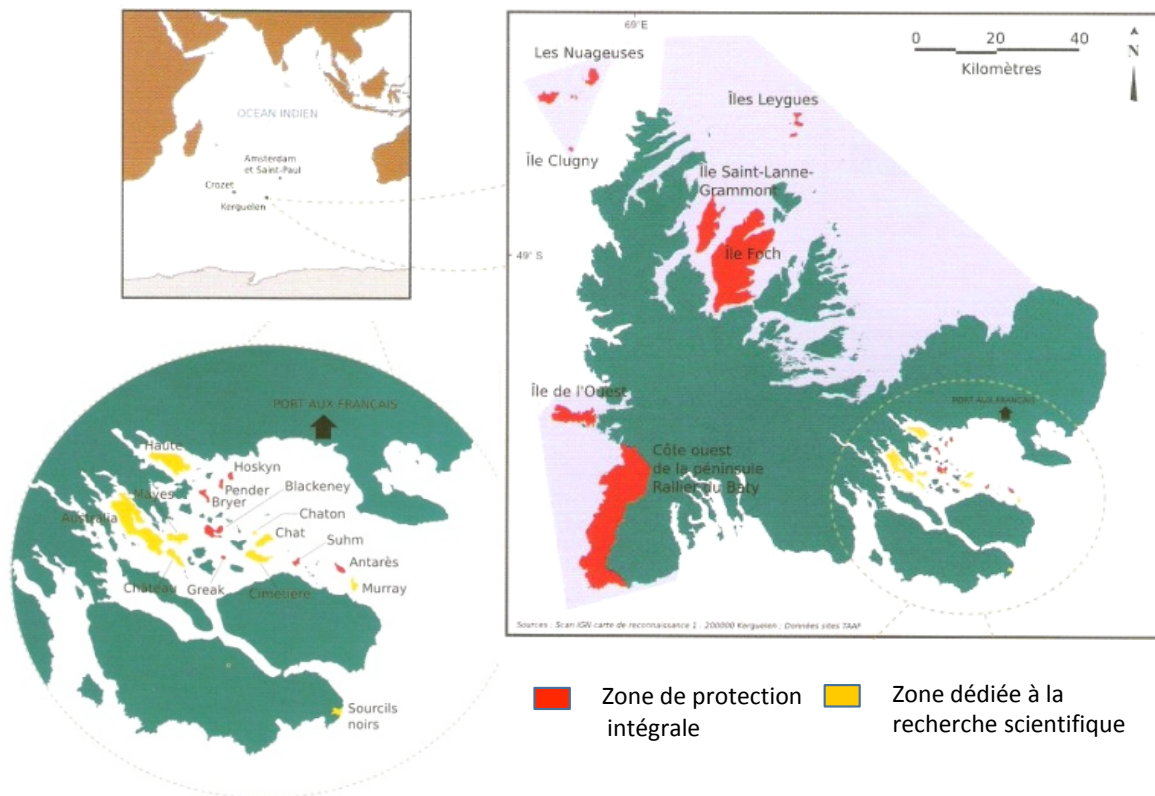 OCEAN INDIEN
Amsterdam
et Saint-Paul
Crozet
Kerguelen
69°E
Les Nuageuses
Îles Leygues
Île Clugny
Île Saint-Lanne-
Grammont
Île Foch
49° S
0 20 40
Kilomètres
N
Île de l'Ouest
Côte ouest
de la péninsule
Rallier du Baty
PORT AUX FRANÇAIS
Sources : Scan IGN carte de reconnaissance 1 : 200000 Kerguelen ; Données sites TAAF
PORT AUX FRANÇAIS
Haute
Hoskyn
Mayes
Pender
Blackeney
Bryer
Australia
Chaton
Chat
Suhm
Antarès
Château
Greak
Cimetière
Murray
Sourcils
noirs
Zone de protection
intégrale
Zone dédiée à la
recherche scientifique